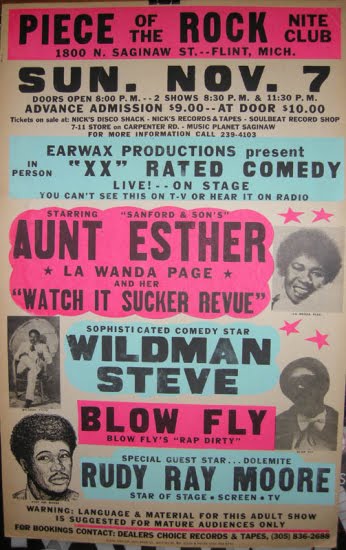 PIECE OF THE ROCK NITE CLUB
1800 N. SAGINAW ST.--FLINT, MICH.
SUN. NOV. 7
DOORS OPEN 8:00 P.M.--2 SHOWS 8:30 P.M. & 11:30 P.M.
ADVANCE ADMISSION $9.00--AT DOOR $10.00
Tickets on sale at: NICK'S DISCO SHACK - NICK'S RECORDS & TAPES - SOULBEAT RECORD SHOP
7-11 STORE on CARPENTER RD. - MUSIC PLANET SAGINAW
FOR MORE INFORMATION CALL 239-4103
EARWAX PRODUCTIONS present
IN PERSON "XX" RATED COMEDY
LIVE!--ON STAGE
YOU CAN'T SEE THIS ON T-V OR HEAR IT ON RADIO
STARRING "SANFORD & SON'S"
AUNT ESTHER
★ LA WANDA PAGE ★
AND HER
"WATCH IT SUCKER REVUE"
LA WANDA PAGE
SOPHISTICATED COMEDY STAR
WILDMAN
STEVE
BLOW FLY
BLOW FLY'S "RAP DIRTY"
BLOW FLY
SPECIAL GUEST STAR...DOLEMITE
RUDY RAY MOORE
STAR OF STAGE • SCREEN • TV
WARNING: LANGUAGE & MATERIAL FOR THIS ADULT SHOW
IS SUGGESTED FOR MATURE AUDIENCES ONLY
FOR BOOKINGS CONTACT: DEALERS CHOICE RECORDS & TAPES, (305) 836-2688